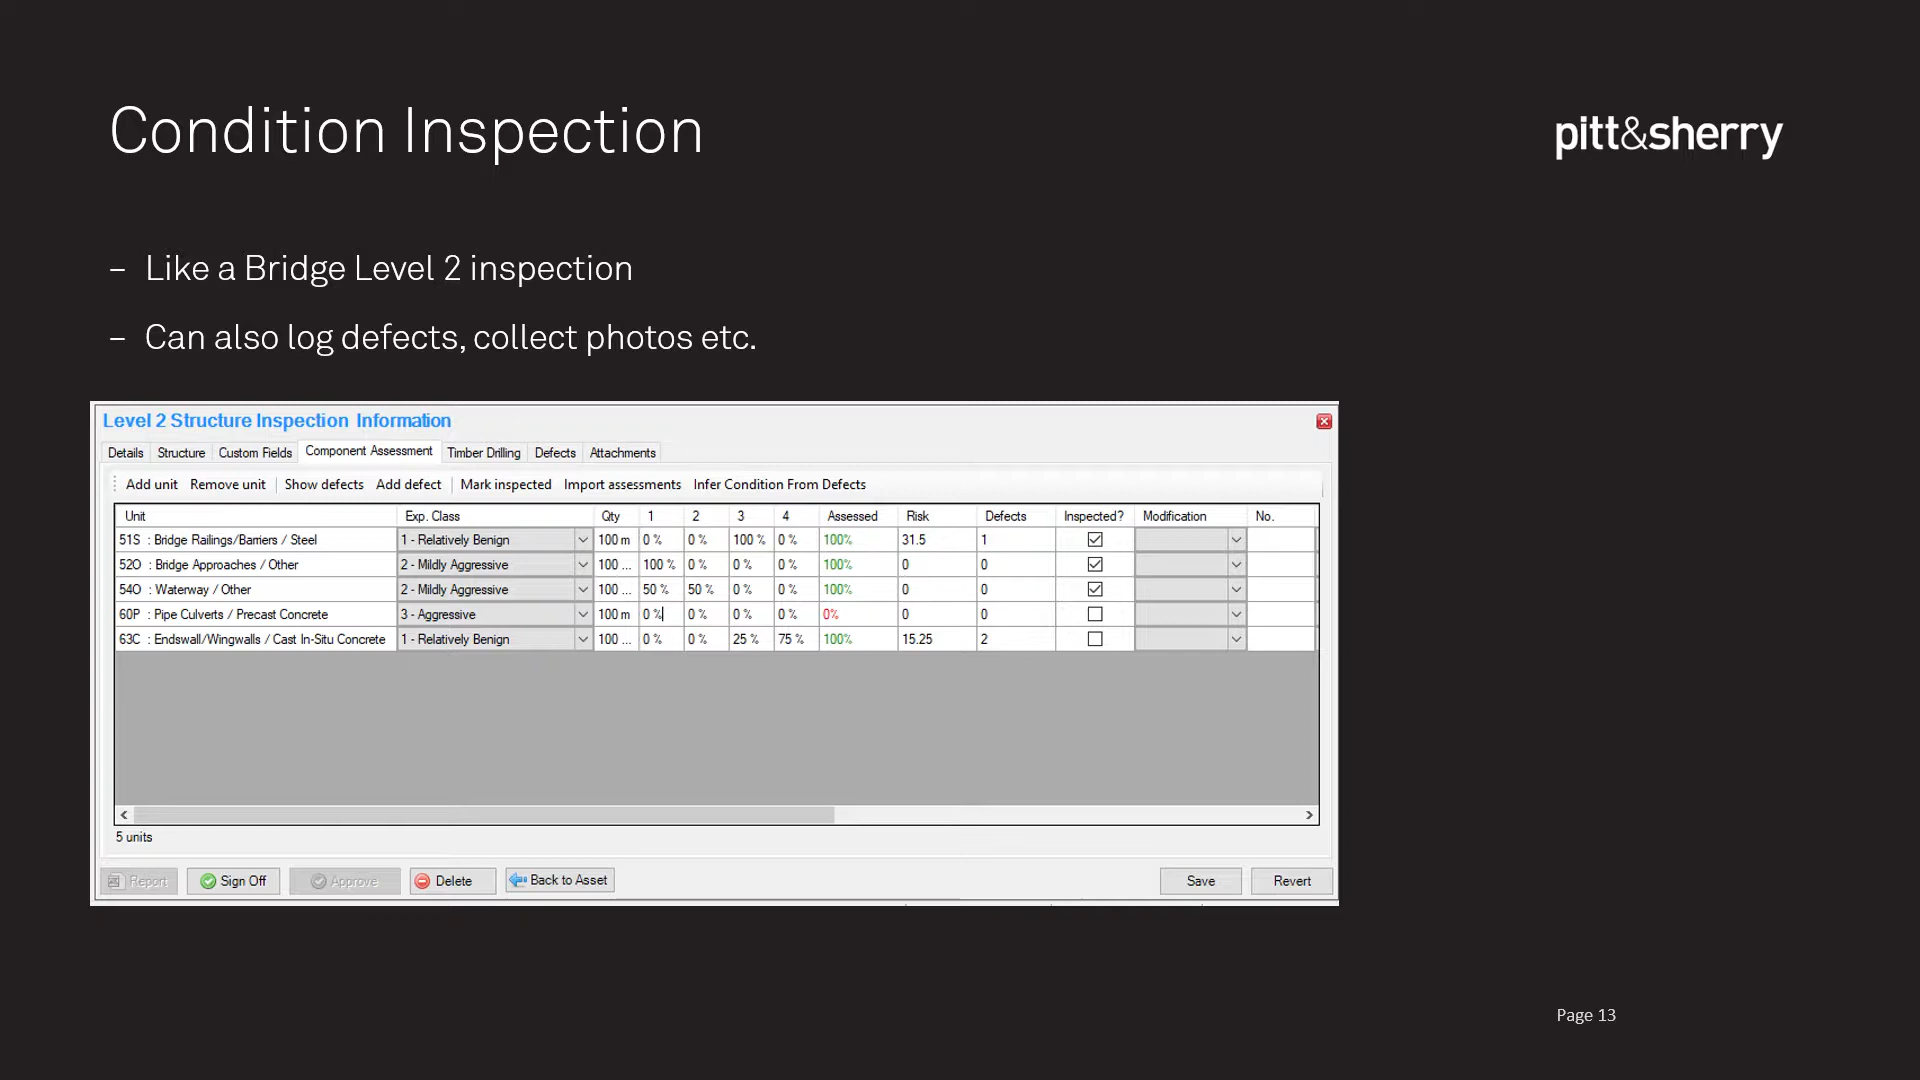 Condition Inspection
pitt&sherry
– Like a Bridge Level 2 inspection
– Can also log defects, collect photos etc.
Level 2 Structure Inspection Information
Details Structure Custom Fields Component Assessment Timber Drilling Defects Attachments
Add unit Remove unit Show defects Add defect Mark inspected Import assessments Infer Condition From Defects
Unit Exp. Class Qty 1 2 3 4 Assessed Risk Defects Inspected? Modification No.
51S : Bridge Railings/Barriers / Steel 1 - Relatively Benign 100 m 0 % 0 % 100 % 0 % 100% 31.5 1
52O : Bridge Approaches / Other 2 - Mildly Aggressive 100 ... 100 % 0 % 0 % 0 % 100% 0 0
54O : Waterway / Other 2 - Mildly Aggressive 100 ... 50 % 50 % 0 % 0 % 100% 0 0
60P : Pipe Culverts / Precast Concrete 3 - Aggressive 100 m 0 % 0 % 0 % 0 % 0% 0 0
63C : Endswall/Wingwalls / Cast In-Situ Concrete 1 - Relatively Benign 100 ... 0 % 0 % 25 % 75 % 100% 15.25 2
5 units
Report Sign Off Approve Delete Back to Asset Save Revert
Page 13